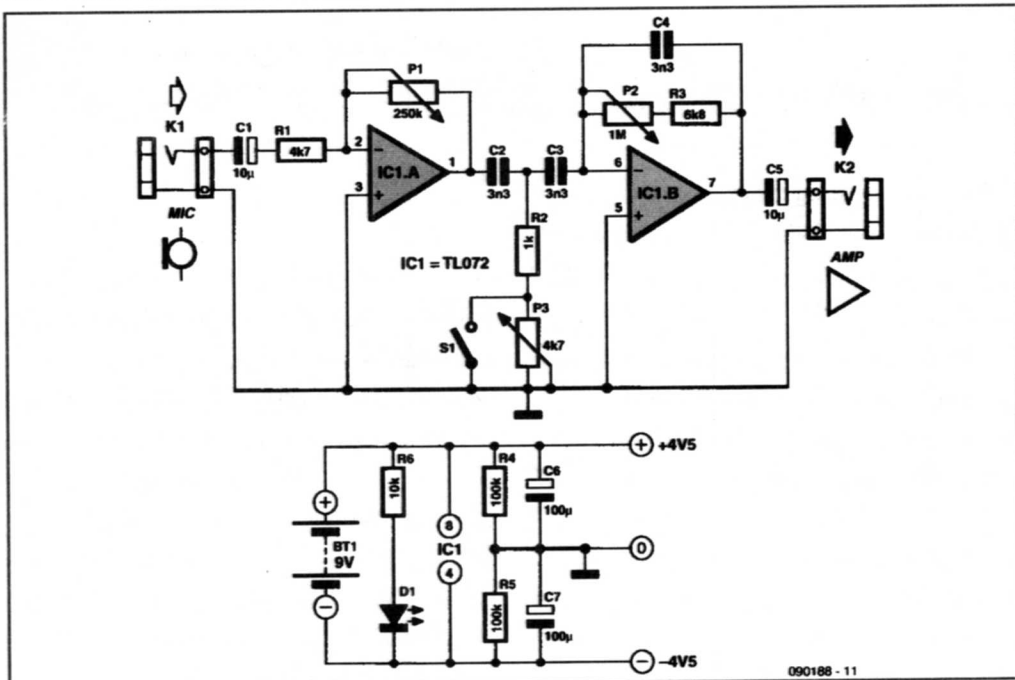 C4
3n3
P1
250k
P2
1M
R3
6k8
K1
C1
10µ
R1
4k7
2
3
IC1.A
1
C2
3n3
C3
3n3
6
5
IC1.B
7
C5
10µ
K2
MIC
R2
1k
IC1 = TL072
AMP
S1
P3
4k7
+
+4V5
R6
10k
R4
100k
C6
100µ
+
BT1
9V
–
8
IC1
4
0
D1
R5
100k
C7
100µ
–
–4V5
090188 - 11